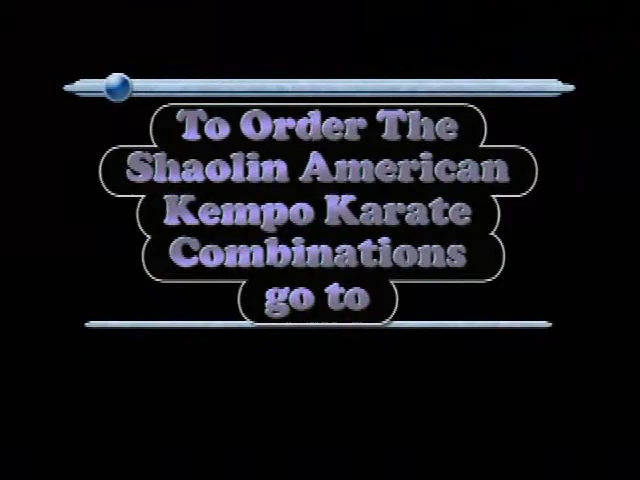 To Order The
Shaolin American
Kempo Karate
Combinations
go to